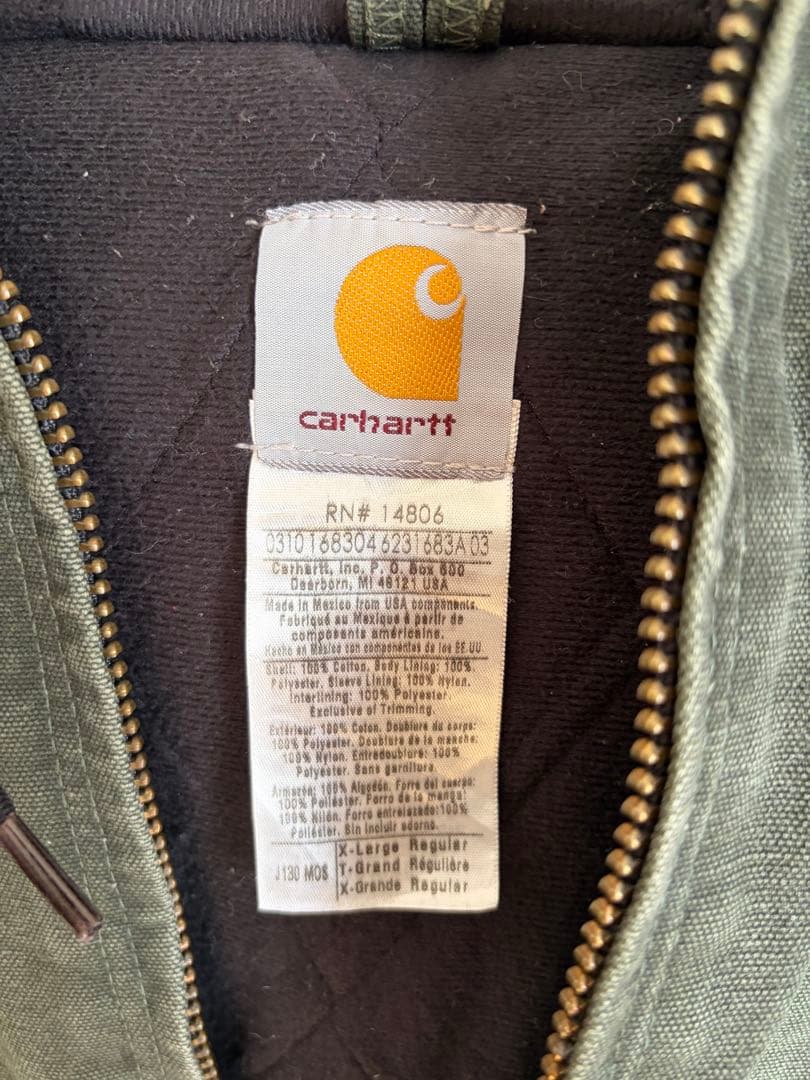 carhartt
RN# 14806
0310168304 6231683A 03
Carhartt, Inc. P. O. Box 600
Dearborn, MI 48121 USA
Made in Mexico from USA components.
Fabriqué au Mexique à partir de
composants américains.
Hecho en México con componentes de los EE.UU
Shell: 100% Cotton, Body Lining: 100%
Polyester. Sleeve Lining: 100% Nylon.
Interlining: 100% Polyester.
Exclusive of Trimming.
Extérieur: 100% Coton. Doublure du corps:
100% Polyester. Doublure de la manche:
100% Nylon. Entredoublure: 100%
Polyester. Sans garniture.
Armazón: 100% Algodón. Forro del cuerpo:
100% Poliéster. Forro de la manga:
100% Nilón. Forro entrelazado:100%
Poliéster. Sin incluir adorno.
J130 MOS
X-Large Regular
T-Grand Régulière
X-Grande Regular